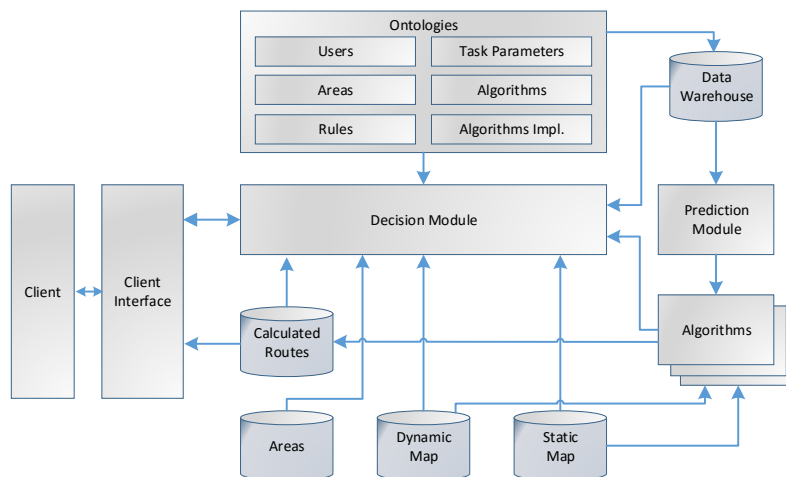 Ontologies
Users
Task Parameters
Areas
Algorithms
Rules
Algorithms Impl.
Data
Warehouse
Decision Module
Prediction
Module
Client
Client
Interface
Calculated
Routes
Algorithms
Areas
Dynamic
Map
Static
Map